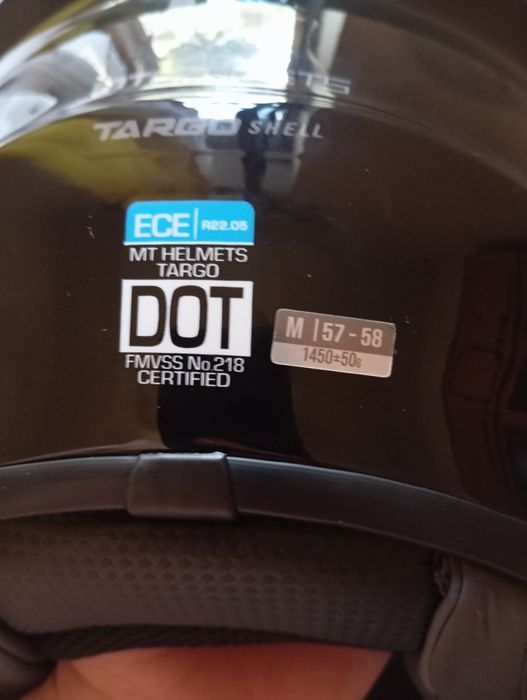 TARGO SHELL
ECE | R22.05
MT HELMETS
TARGO
DOT
FMVSS No.218
CERTIFIED
M | 57 - 58
1450±50G